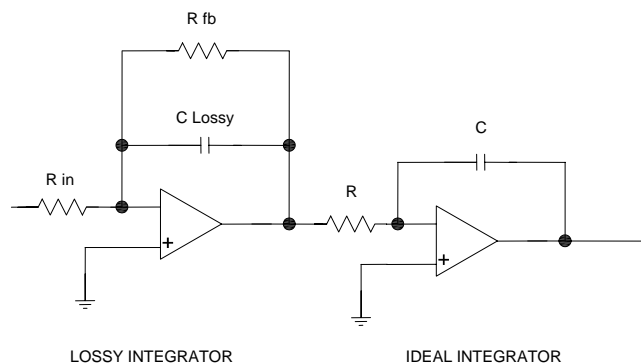 R fb
C Lossy
C
R in
R
+
+
LOSSY INTEGRATOR
IDEAL INTEGRATOR